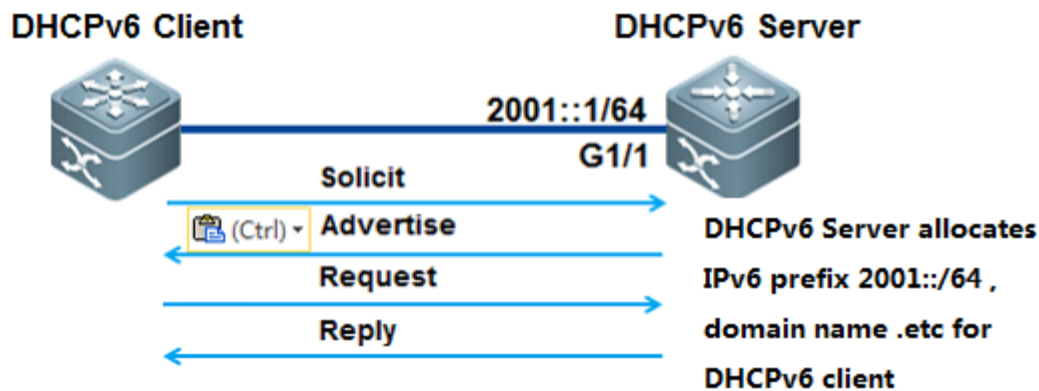 DHCPv6 Client
DHCPv6 Server
2001::1/64
G1/1
Solicit
(Ctrl)
Advertise
Request
Reply
DHCPv6 Server allocates
IPv6 prefix 2001::/64 ,
domain name .etc for
DHCPv6 client